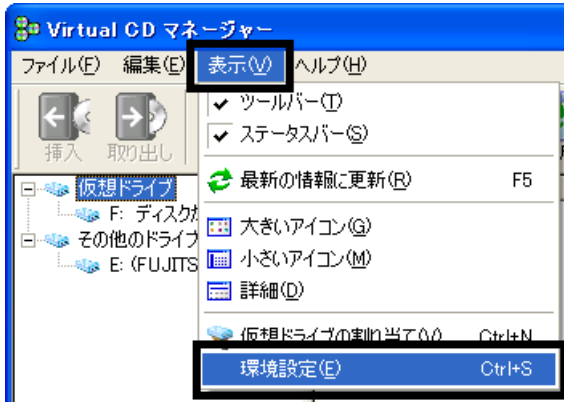 Virtual CD マネージャー
ファイル(F) 編集(E) 表示(V) ヘルプ(H)
挿入 取り出し
ツールバー(T)
ステータスバー(S)
最新の情報に更新(R) F5
大きいアイコン(G)
小さいアイコン(M)
詳細(D)
仮想ドライブの割り当て(V) Ctrl+N
環境設定(E) Ctrl+S
仮想ドライブ
F: ディスクが
その他のドライブ
E: (FUJITS